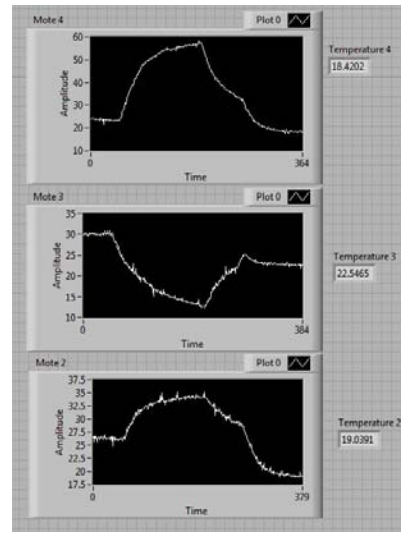 Mote 4
Plot 0
60
50
40
30
20
10
Amplitude
0
364
Time
Temperature 4
18.4202
Mote 3
Plot 0
35
30
25
20
15
10
Amplitude
0
384
Time
Temperature 3
22.5465
Mote 2
Plot 0
37.5
35
32.5
30
27.5
25
22.5
20
17.5
Amplitude
0
379
Time
Temperature 2
19.0391